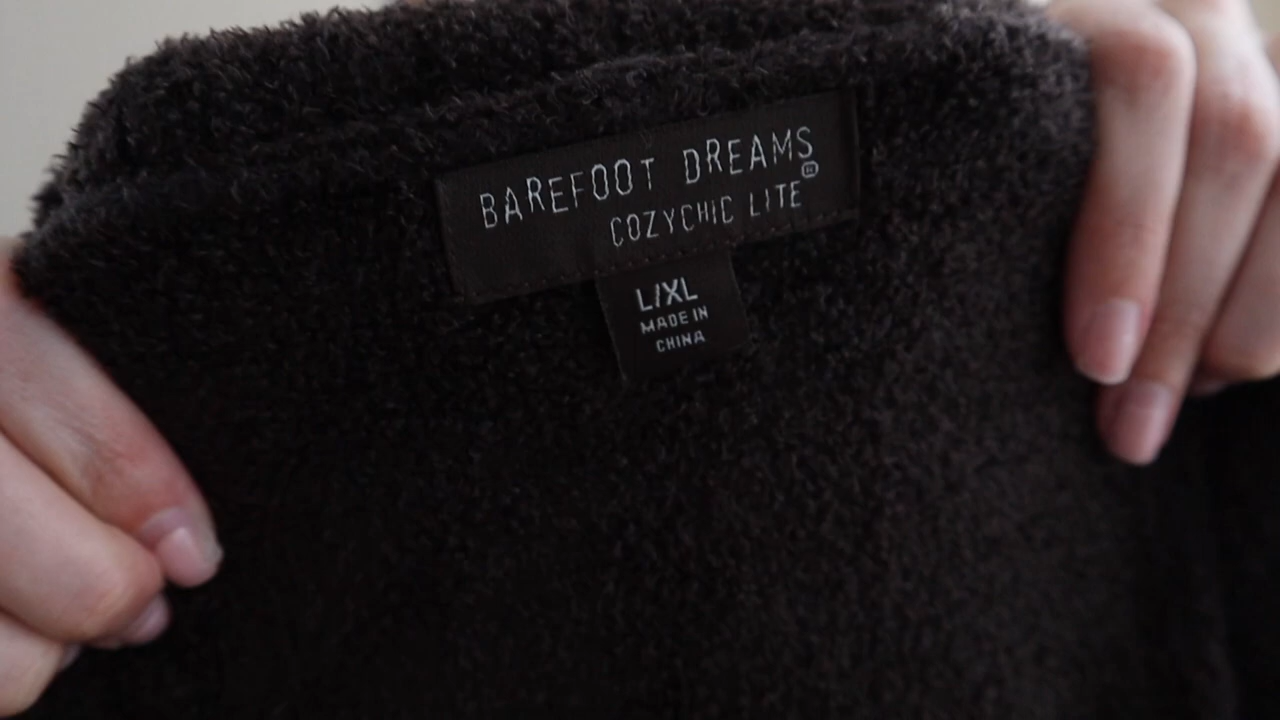 BAREFOOT DREAMS
COZYCHIC LITE®
L/XL
MADE IN
CHINA